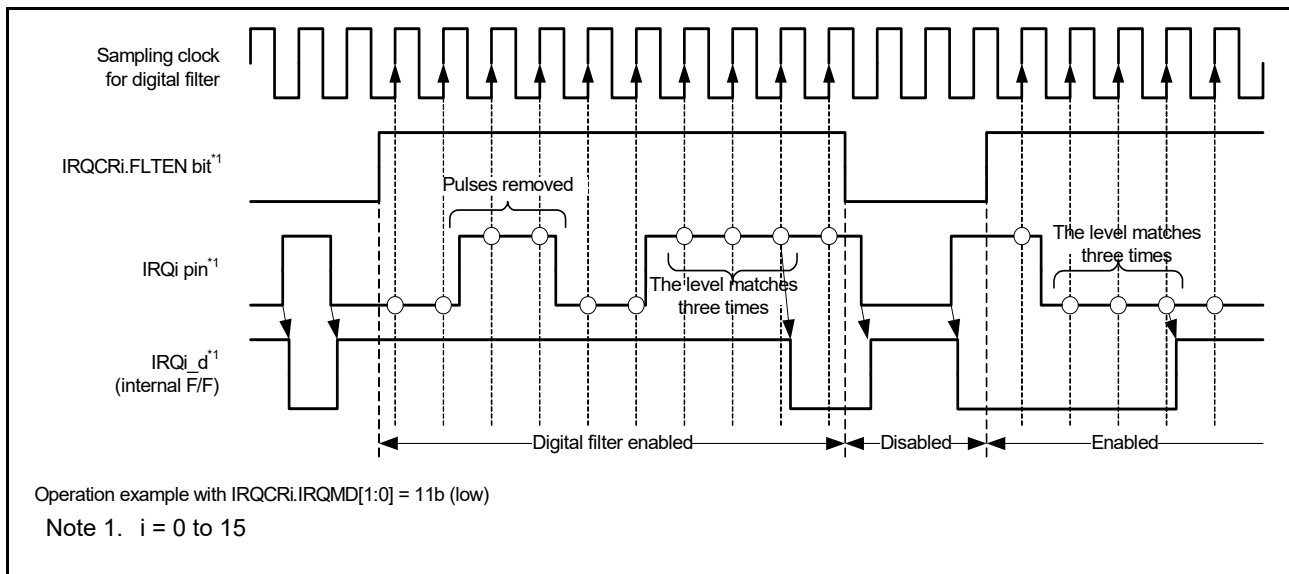 Sampling clock
for digital filter
IRQCRi.FLTEN bit*1
Pulses removed
IRQi pin*1
The level matches
three times
The level matches
three times
IRQi_d*1
(internal F/F)
Digital filter enabled
Disabled
Enabled
Operation example with IRQCRi.IRQMD[1:0] = 11b (low)
Note 1. i = 0 to 15